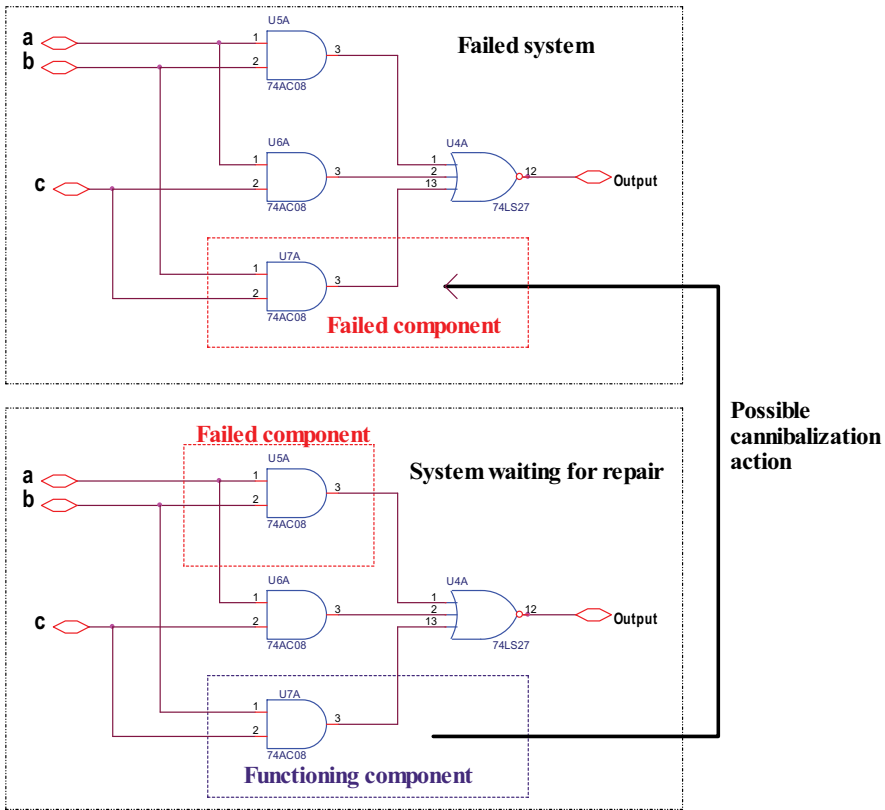 U5A
a
1
3
Failed system
b
2
74AC08
U6A
U4A
1
1
3
2
12
Output
c
2
13
74AC08
74LS27
U7A
1
3
2
74AC08
Failed component
Possible
cannibalization
action
Failed component
U5A
a
1
3
System waiting for repair
b
2
74AC08
U6A
U4A
1
1
3
2
12
Output
c
2
13
74AC08
74LS27
U7A
1
3
2
74AC08
Functioning component